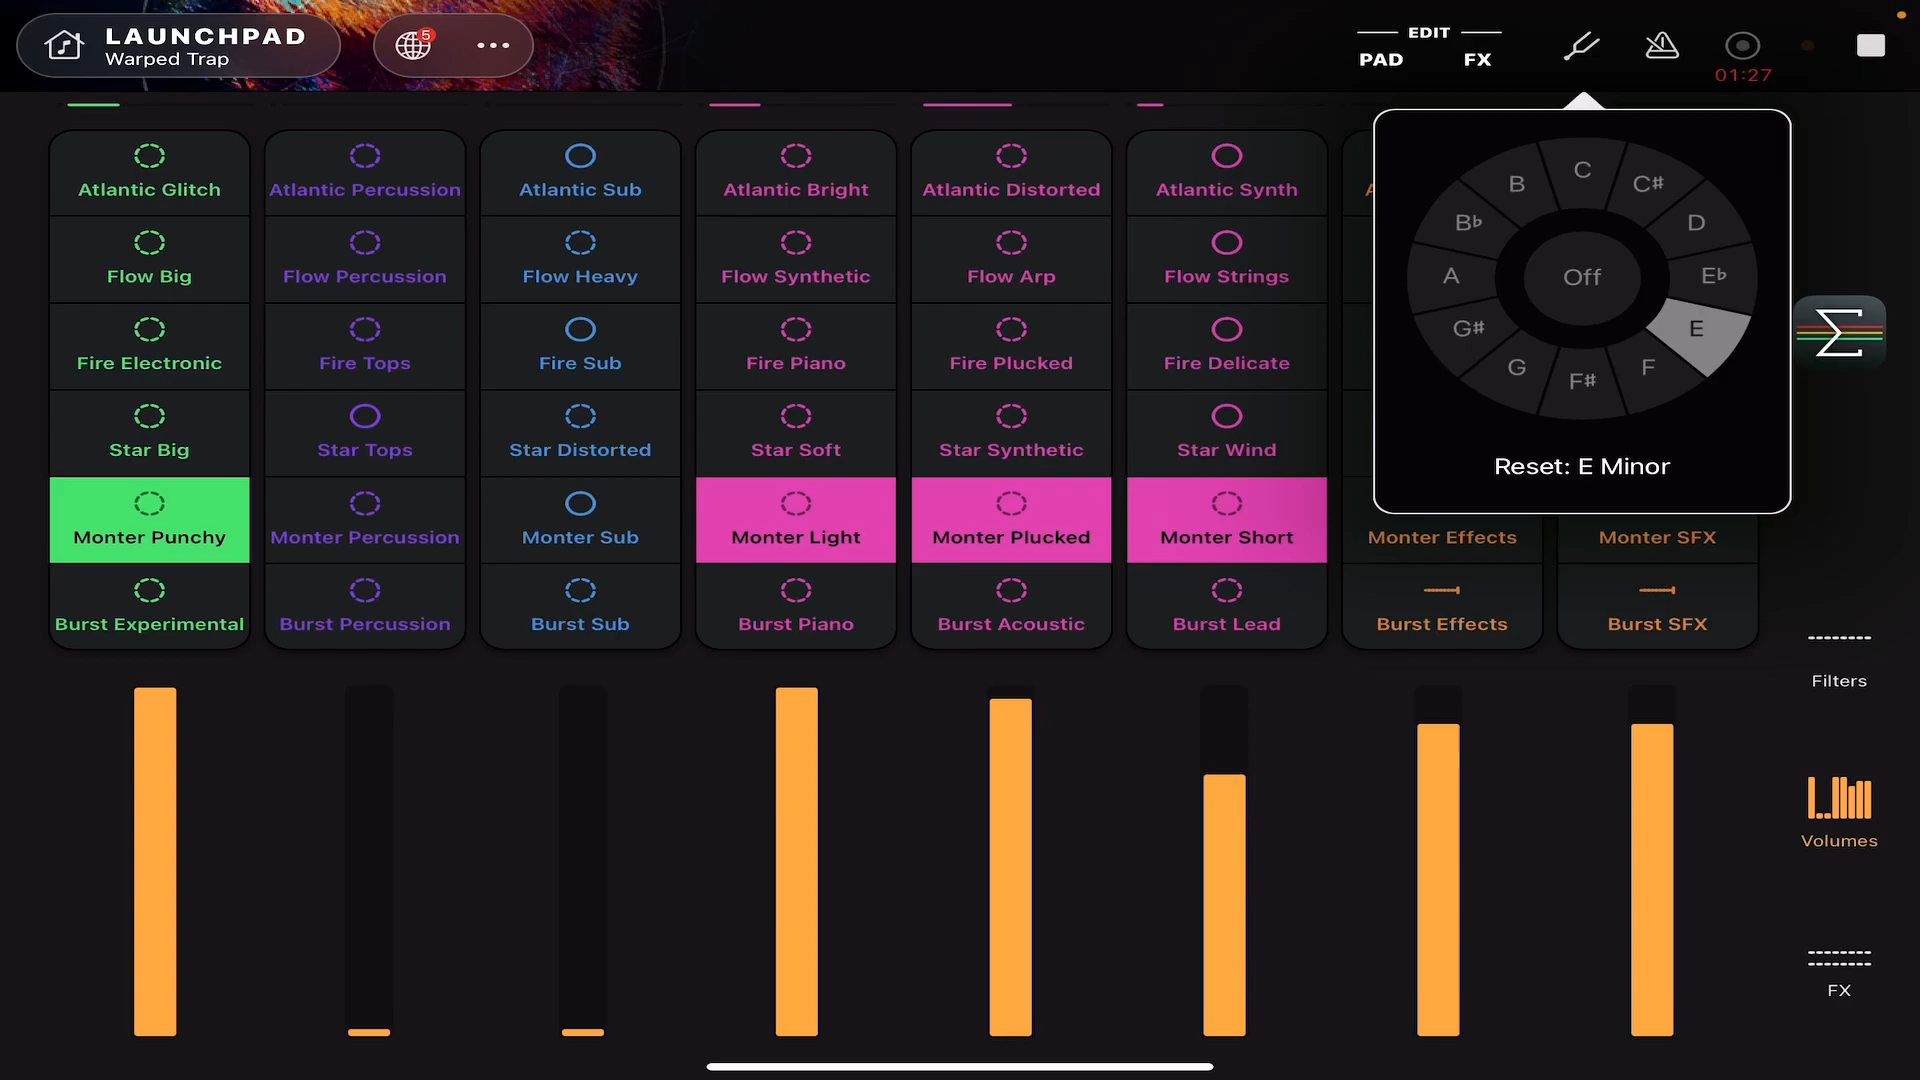 LAUNCHPAD
Warped Trap
5
EDIT
PAD FX
01:27
Atlantic Glitch
Atlantic Percussion
Atlantic Sub
Atlantic Bright
Atlantic Distorted
Atlantic Synth
Flow Big
Flow Percussion
Flow Heavy
Flow Synthetic
Flow Arp
Flow Strings
Fire Electronic
Fire Tops
Fire Sub
Fire Piano
Fire Plucked
Fire Delicate
Star Big
Star Tops
Star Distorted
Star Soft
Star Synthetic
Star Wind
Monter Punchy
Monter Percussion
Monter Sub
Monter Light
Monter Plucked
Monter Short
Monter Effects
Monter SFX
Burst Experimental
Burst Percussion
Burst Sub
Burst Piano
Burst Acoustic
Burst Lead
Burst Effects
Burst SFX
C
C#
D
E♭
E
F
F#
G
G#
A
B♭
B
Off
Reset: E Minor
Σ
Filters
Volumes
FX